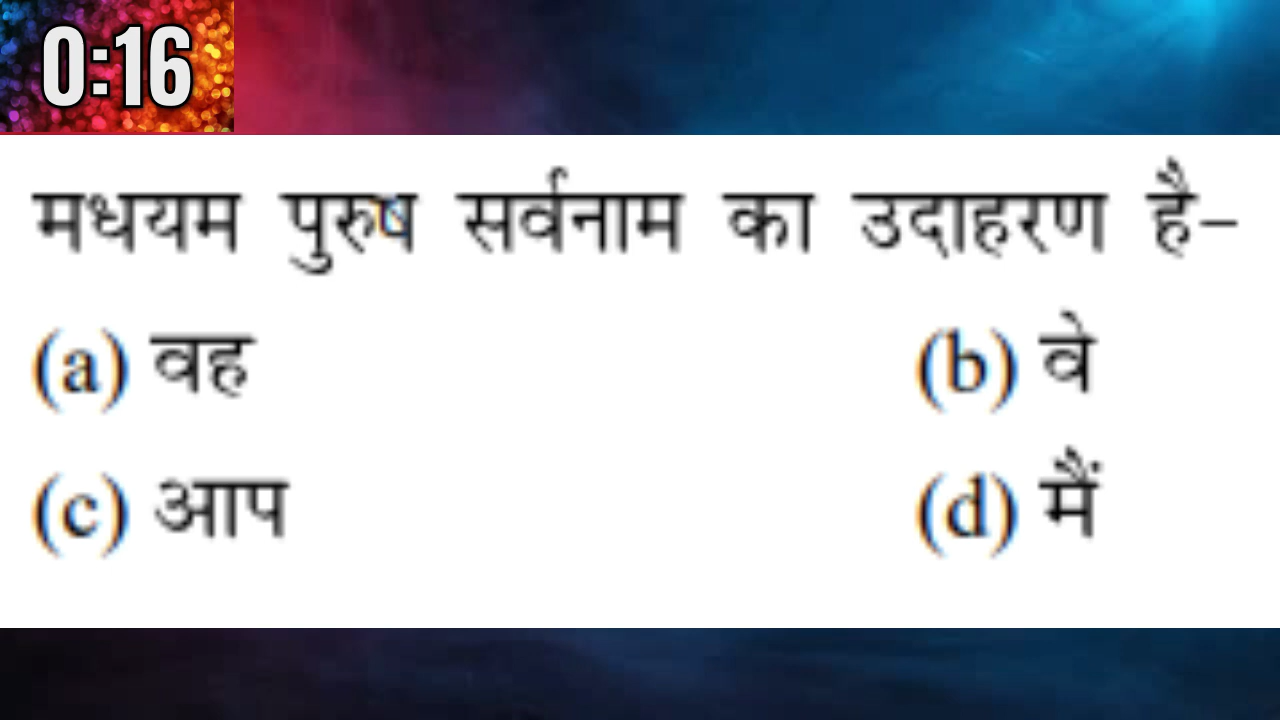 0:16
मधयम पुरुष सर्वनाम का उदाहरण है–
(a) वह (b) वे
(c) आप (d) मैं